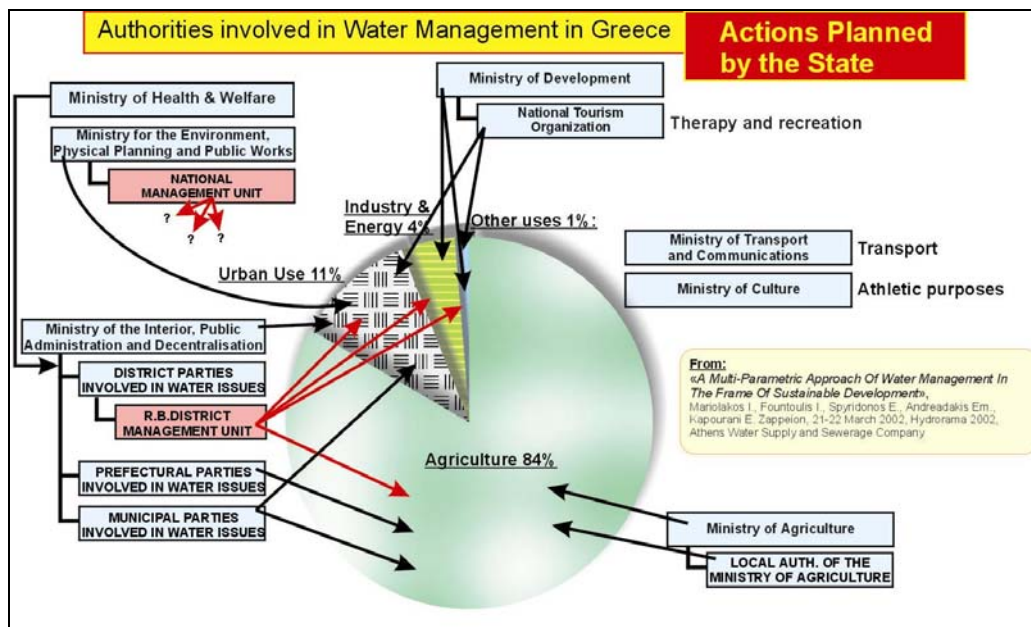 Authorities involved in Water Management in Greece
Actions Planned
by the State
Ministry of Development
Ministry of Health & Welfare
National Tourism
Organization
Therapy and recreation
Ministry for the Environment,
Physical Planning and Public Works
NATIONAL
MANAGEMENT UNIT
?
?
?
Industry &
Energy 4%
Other uses 1%:
Urban Use 11%
Ministry of Transport
and Communications
Transport
Ministry of Culture
Athletic purposes
Ministry of the Interior, Public
Administration and Decentralisation
DISTRICT PARTIES
INVOLVED IN WATER ISSUES
R.B.DISTRICT
MANAGEMENT UNIT
PREFECTURAL PARTIES
INVOLVED IN WATER ISSUES
MUNICIPAL PARTIES
INVOLVED IN WATER ISSUES
From:
«A Multi-Parametric Approach Of Water Management In
The Frame Of Sustainable Development»,
Mariolakos I., Fountoulis I., Spyridonos E., Andreadakis Em.,
Kapourani E. Zappeion, 21-22 March 2002, Hydrorama 2002,
Athens Water Supply and Sewerage Company
Agriculture 84%
Ministry of Agriculture
LOCAL AUTH. OF THE
MINISTRY OF AGRICULTURE